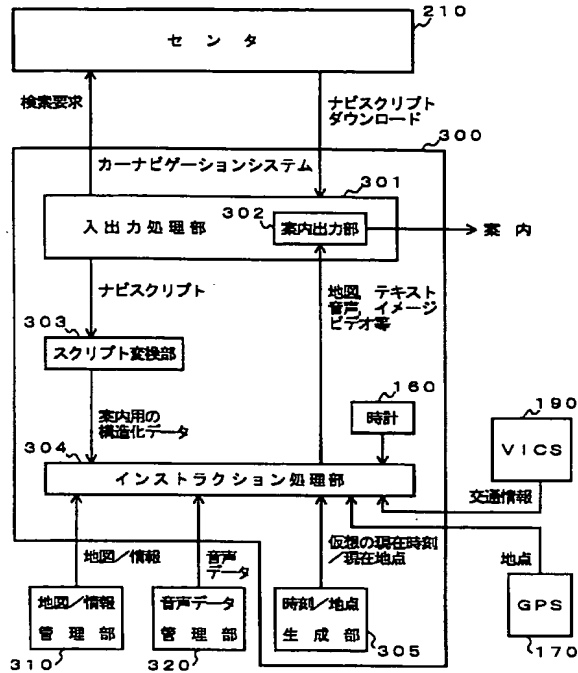 210
センタ
検索要求
ナビスクリプト
ダウンロード
300
カーナビゲーションシステム
301
入出力処理部
302
案内出力部
案内
ナビスクリプト
地図、テキスト
音声、イメージ
ビデオ等
303
スクリプト変換部
160
時計
案内用の
構造化データ
190
VICS
304
インストラクション処理部
交通情報
地図/情報
音声
データ
仮想の現在時刻
/現在地点
地点
地図/情報
管理部
310
音声データ
管理部
320
時刻/地点
生成部
305
GPS
170